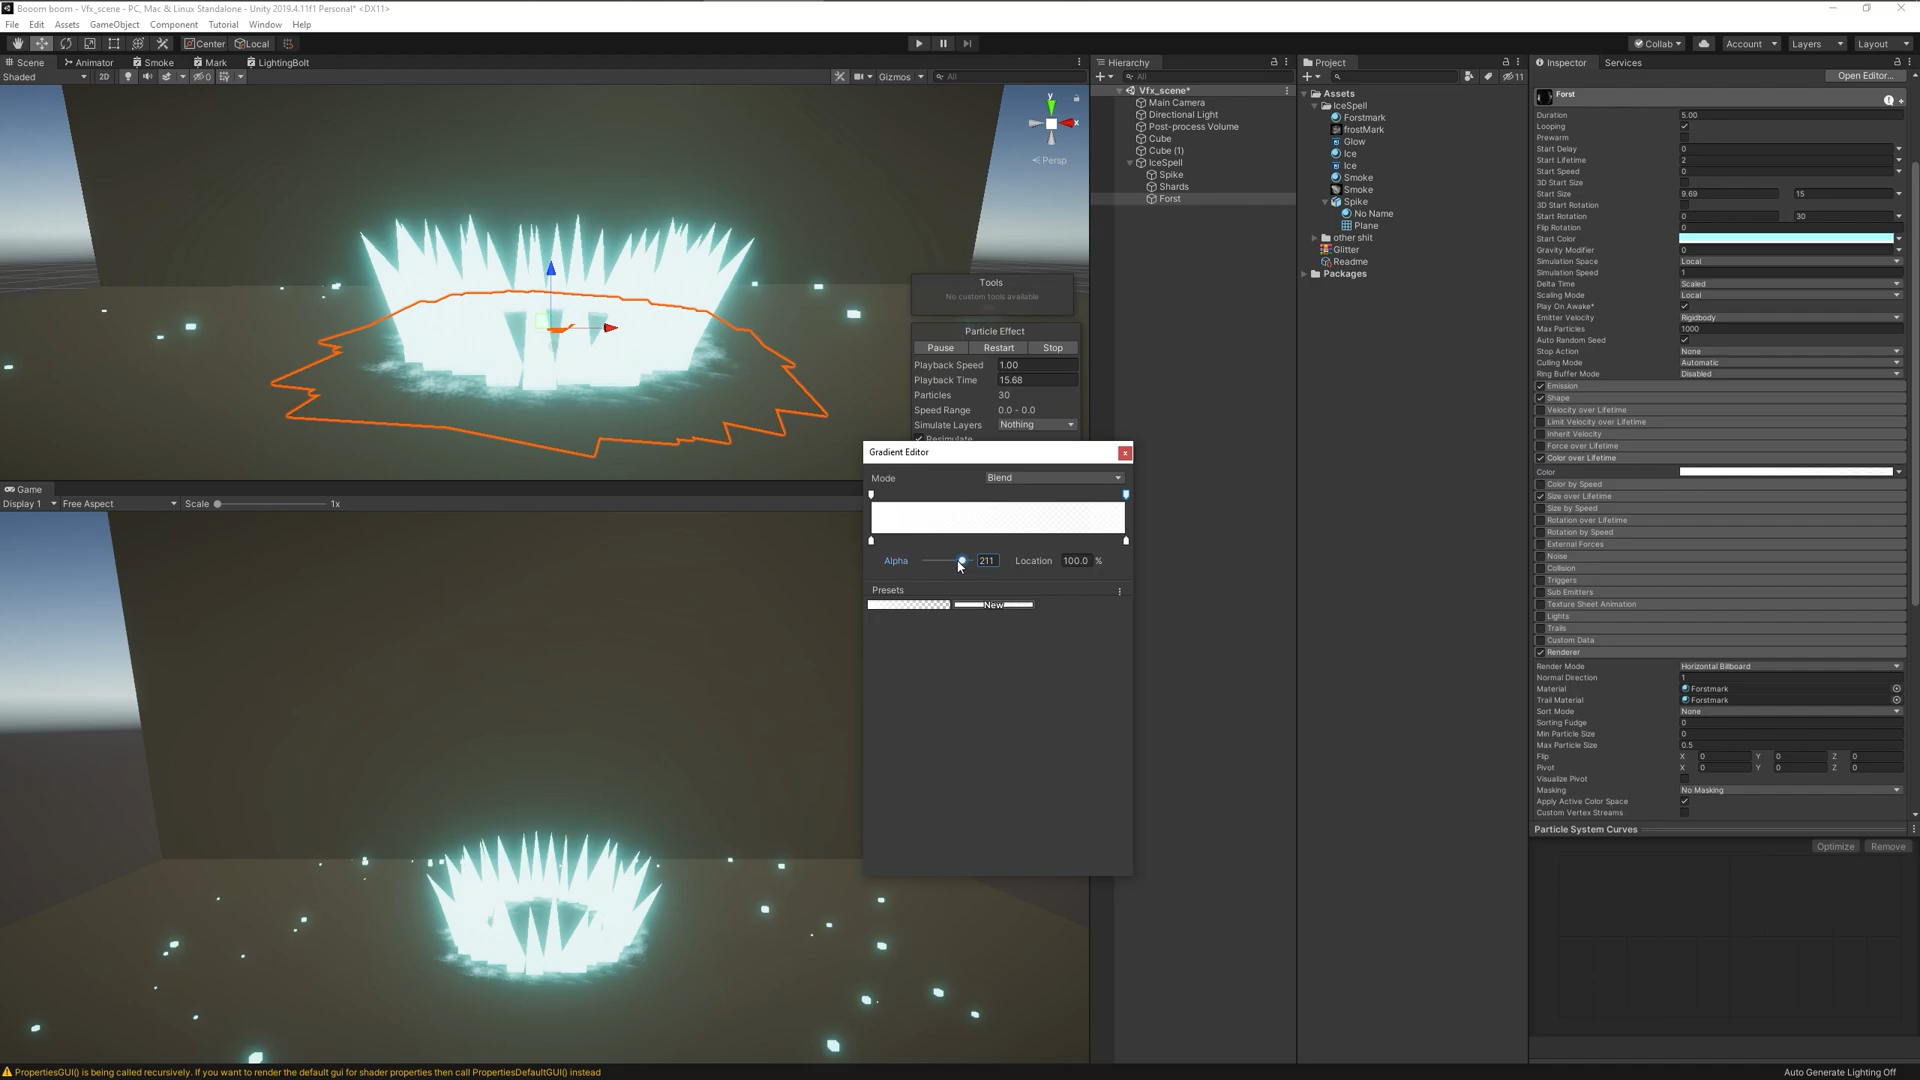 Booom boom - Vfx_scene - PC, Mac & Linux Standalone - Unity 2019.4.11f1 Personal* <DX11>
File Edit Assets GameObject Component Tutorial Window Help
Center Local
Collab Account Layers Layout
Scene Animator Smoke Mark LightingBolt
Shaded 2D 0 Gizmos All
y
x
Persp
Tools
No custom tools available
Particle Effect
Pause Restart Stop
Playback Speed 1.00
Playback Time 15.68
Particles 30
Speed Range 0.0 - 0.0
Simulate Layers Nothing
Resimulate
Game
Display 1 Free Aspect Scale 1x
Gradient Editor
Mode Blend
Alpha 211 Location 100.0 %
Presets
New
Hierarchy
All
Vfx_scene*
Main Camera
Directional Light
Post-process Volume
Cube
Cube (1)
IceSpell
Spike
Shards
Forst
Project
11
Assets
IceSpell
Forstmark
frostMark
Glow
Ice
Ice
Smoke
Smoke
Spike
No Name
Plane
other shit
Glitter
Readme
Packages
Inspector Services
Open Editor...
Forst
Duration 5.00
Looping
Prewarm
Start Delay 0
Start Lifetime 2
Start Speed 0
3D Start Size
Start Size 9.69 15
3D Start Rotation
Start Rotation 0 30
Flip Rotation 0
Start Color
Gravity Modifier 0
Simulation Space Local
Simulation Speed 1
Delta Time Scaled
Scaling Mode Local
Play On Awake*
Emitter Velocity Rigidbody
Max Particles 1000
Auto Random Seed
Stop Action None
Culling Mode Automatic
Ring Buffer Mode Disabled
Emission
Shape
Velocity over Lifetime
Limit Velocity over Lifetime
Inherit Velocity
Force over Lifetime
Color over Lifetime
Color
Color by Speed
Size over Lifetime
Size by Speed
Rotation over Lifetime
Rotation by Speed
External Forces
Noise
Collision
Triggers
Sub Emitters
Texture Sheet Animation
Lights
Trails
Custom Data
Renderer
Render Mode Horizontal Billboard
Normal Direction 1
Material Forstmark
Trail Material Forstmark
Sort Mode None
Sorting Fudge 0
Min Particle Size 0
Max Particle Size 0.5
Flip X 0 Y 0 Z 0
Pivot X 0 Y 0 Z 0
Visualize Pivot
Masking No Masking
Apply Active Color Space
Custom Vertex Streams
Particle System Curves
Optimize Remove
PropertiesGUI() is being called recursively. If you want to render the default gui for shader properties then call PropertiesDefaultGUI() instead
Auto Generate Lighting Off